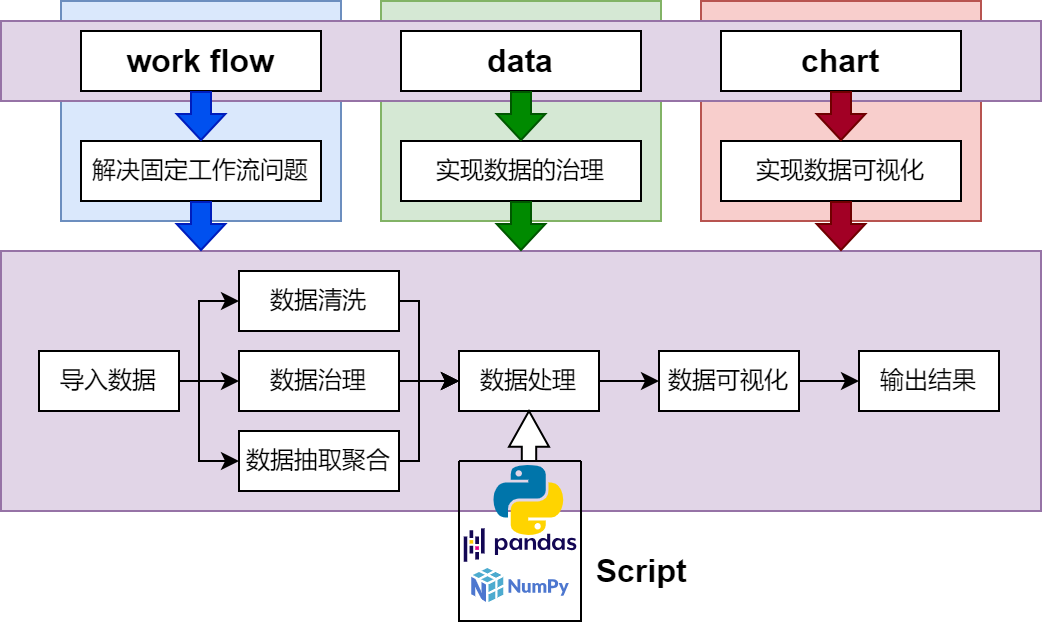 work flow
data
chart
解决固定工作流问题
实现数据的治理
实现数据可视化
数据清洗
导入数据
数据治理
数据处理
数据可视化
输出结果
数据抽取聚合
pandas
Script
NumPy